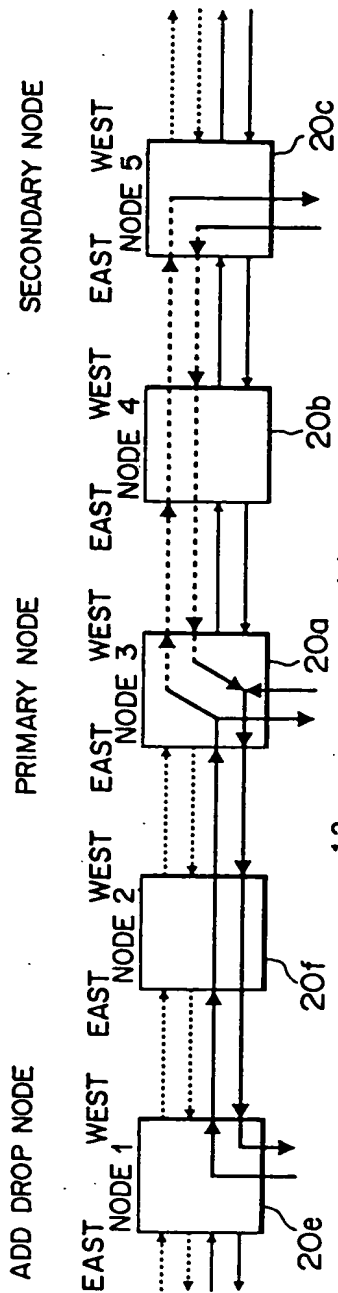 ADD DROP NODE
PRIMARY NODE
SECONDARY NODE
EAST WEST
NODE 1
EAST WEST
NODE 2
EAST WEST
NODE 3
EAST WEST
NODE 4
EAST WEST
NODE 5
20e
20f
20a
20b
20c